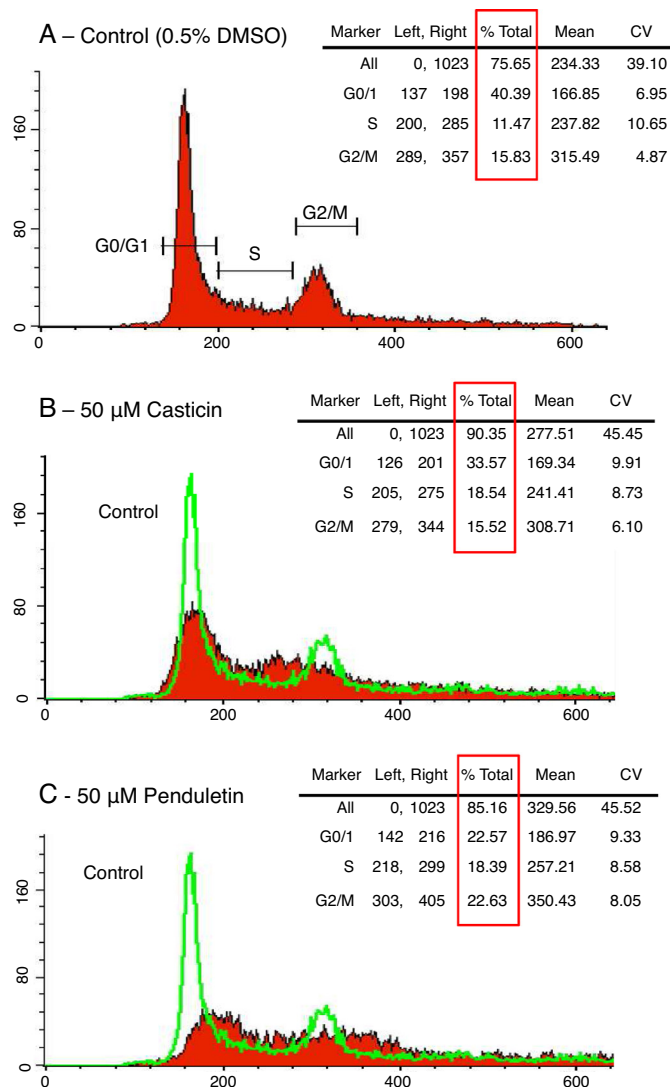 A – Control (0.5% DMSO)
Marker Left, Right % Total Mean CV
All 0, 1023 75.65 234.33 39.10
G0/1 137 198 40.39 166.85 6.95
S 200, 285 11.47 237.82 10.65
G2/M 289, 357 15.83 315.49 4.87
160
80
0
G0/G1
S
G2/M
0 200 400 600
B – 50 µM Casticin
Marker Left, Right % Total Mean CV
All 0, 1023 90.35 277.51 45.45
G0/1 126 201 33.57 169.34 9.91
S 205, 275 18.54 241.41 8.73
G2/M 279, 344 15.52 308.71 6.10
Control
160
80
0
0 200 400 600
C - 50 µM Penduletin
Marker Left, Right % Total Mean CV
All 0, 1023 85.16 329.56 45.52
G0/1 142 216 22.57 186.97 9.33
S 218, 299 18.39 257.21 8.58
G2/M 303, 405 22.63 350.43 8.05
Control
160
80
0
0 200 400 600